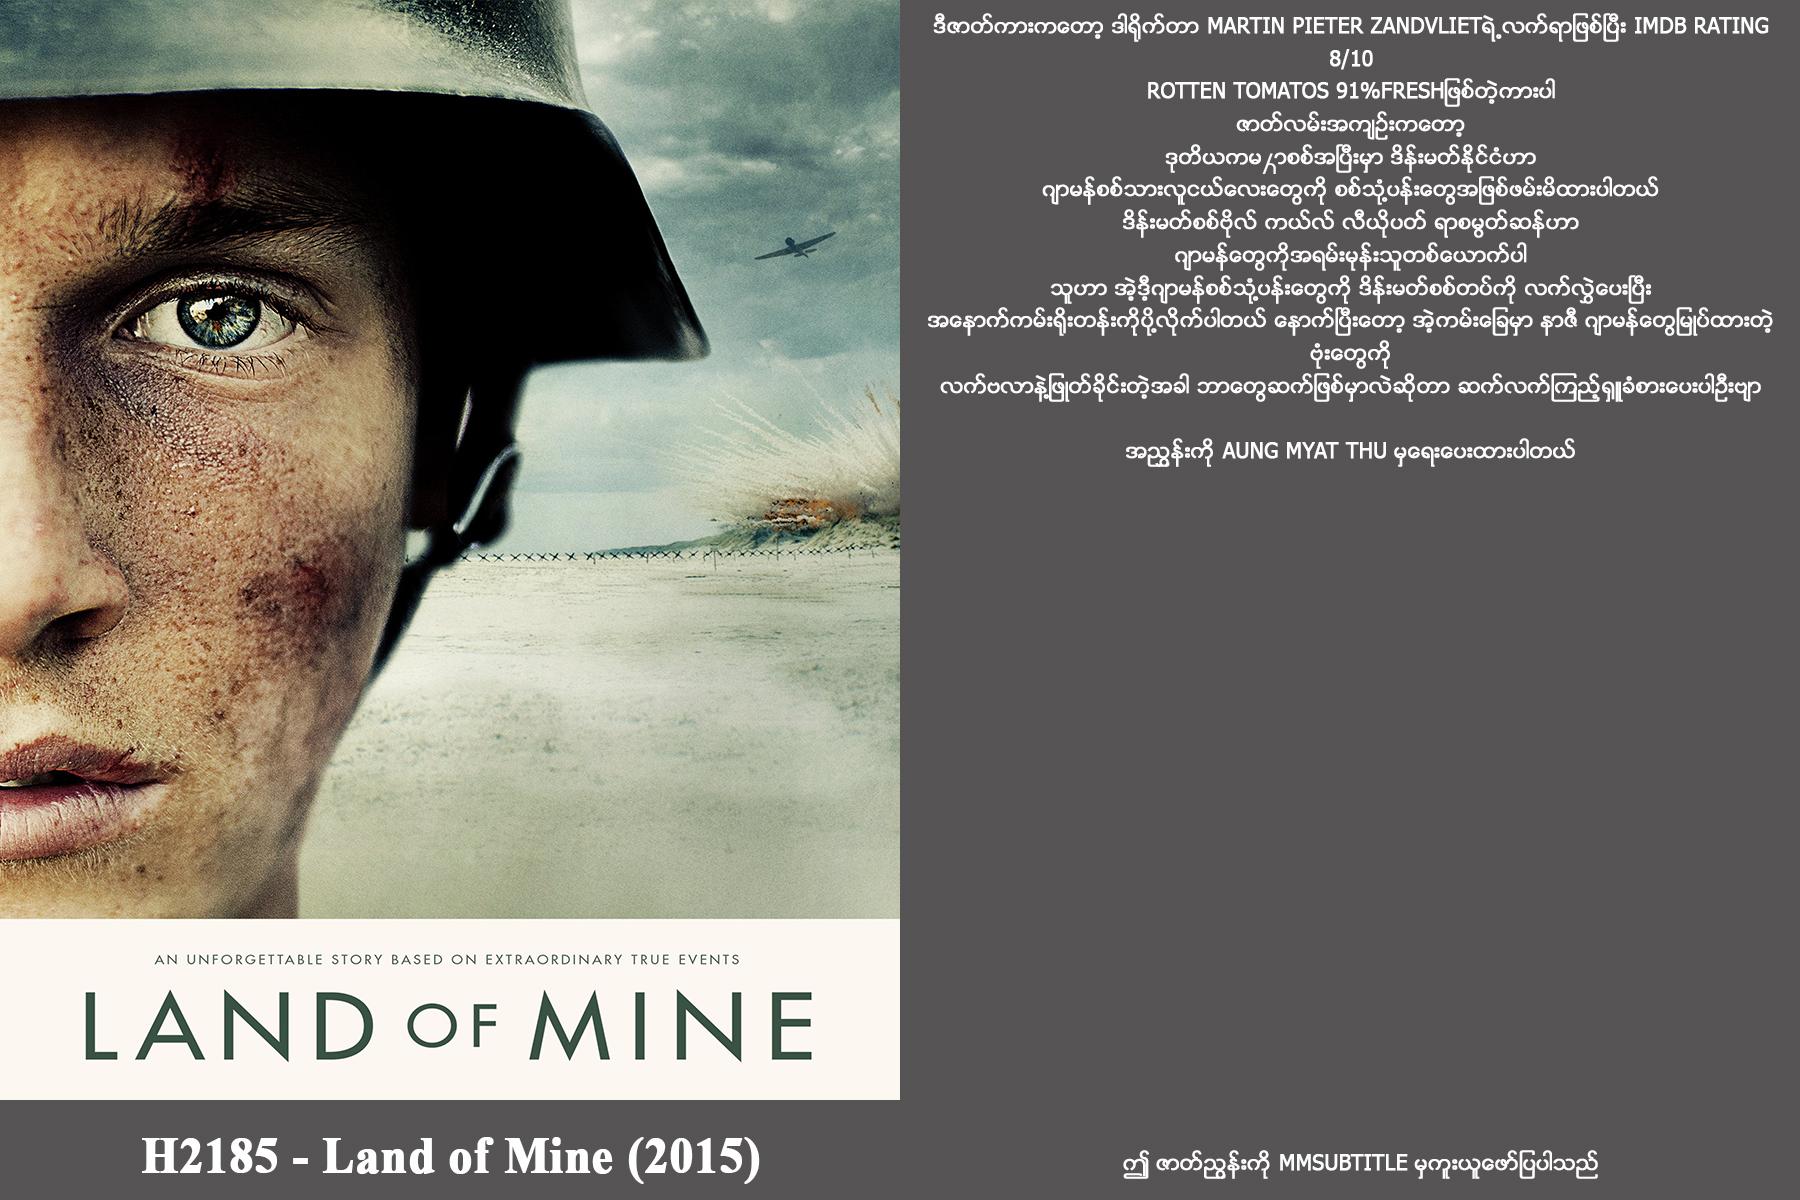 AN UNFORGETTABLE STORY BASED ON EXTRAORDINARY TRUE EVENTS
LAND OF MINE
H2185 - Land of Mine (2015)
ဒီဇာတ်ကားကတော့ ဒါရိုက်တာ MARTIN PIETER ZANDVLIETရဲ့လက်ရာဖြစ်ပြီး IMDB RATING
8/10
ROTTEN TOMATOS 91%FRESHဖြစ်တဲ့ကားပါ
ဇာတ်လမ်းအကျဉ်းကတော့
ဒုတိယကမ႓ာစစ်အပြီးမှာ ဒိန်းမတ်နိုင်ငံဟာ
ဂျာမန်စစ်သားလူငယ်လေးတွေကို စစ်သုံ့ပန်းတွေအဖြစ်ဖမ်းမိထားပါတယ်
ဒိန်းမတ်စစ်ဗိုလ် ကယ်လ် လီယိုပတ် ရာစမွတ်ဆန်ဟာ
ဂျာမန်တွေကိုအရမ်းမုန်းသူတစ်ယောက်ပါ
သူဟာ အဲ့ဒီ့ဂျာမန်စစ်သုံ့ပန်းတွေကို ဒိန်းမတ်စစ်တပ်ကို လက်လွှဲပေးပြီး
အနောက်ကမ်းရိုးတန်းကိုပို့လိုက်ပါတယ် နောက်ပြီးတော့ အဲ့ကမ်းခြေမှာ နာဇီ ဂျာမန်တွေမြုပ်ထားတဲ့
ဗုံးတွေကို
လက်ဗလာနဲ့ဖြုတ်ခိုင်းတဲ့အခါ ဘာတွေဆက်ဖြစ်မှာလဲဆိုတာ ဆက်လက်ကြည့်ရှူခံစားပေးပါဦးဗျာ
အညွှန်းကို AUNG MYAT THU မှရေးပေးထားပါတယ်
ဤ ဇာတ်ညွှန်းကို MMSUBTITLE မှကူးယူဖော်ပြပါသည်